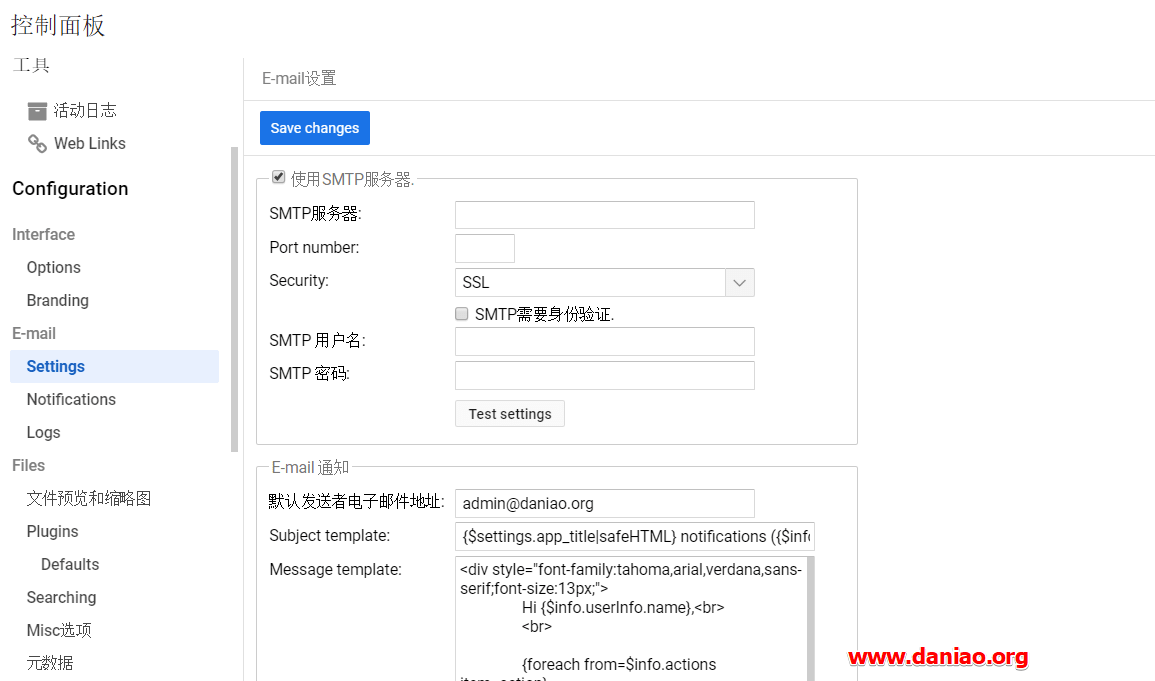 控制面板
工具
活动日志
Web Links
Configuration
Interface
Options
Branding
E-mail
Settings
Notifications
Logs
Files
文件预览和缩略图
Plugins
Defaults
Searching
Misc选项
元数据
E-mail设置
Save changes
使用SMTP服务器.
SMTP服务器:
Port number:
Security: SSL
SMTP需要身份验证.
SMTP 用户名:
SMTP 密码:
Test settings
E-mail 通知
默认发送者电子邮件地址: admin@daniao.org
Subject template: {$settings.app_title|safeHTML} notifications ({$info
Message template: <div style="font-family:tahoma,arial,verdana,sans-
serif;font-size:13px;">
Hi {$info.userInfo.name},<br>
<br>
{foreach from=$info.actions
www.daniao.org